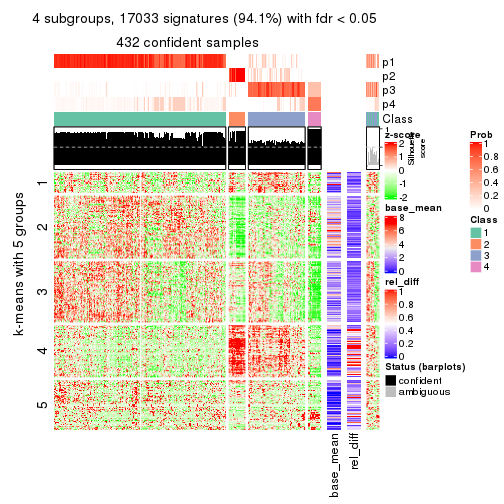 4 subgroups, 17033 signatures (94.1%) with fdr < 0.05
432 confident samples
p1
p2
p3
p4
Class
1
Silhouette
score
k-means with 5 groups
1
2
3
4
5
base_mean
rel_diff
z-score
2
1
0
-1
-2
base_mean
8
6
4
2
0
rel_diff
1
0.8
0.6
0.4
0.2
0
Status (barplots)
confident
ambiguous
Prob
1
0.8
0.6
0.4
0.2
0
Class
1
2
3
4